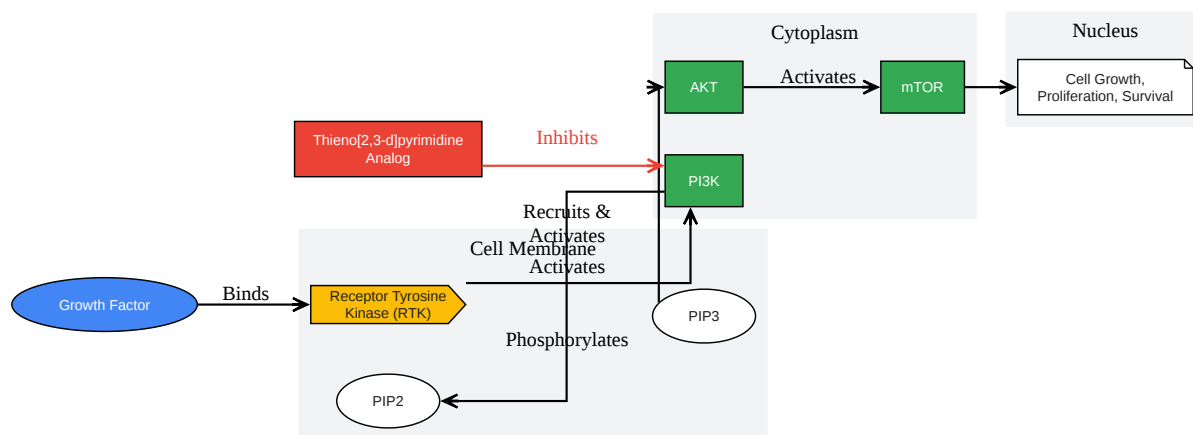 Cytoplasm
Nucleus
AKT
Activates
mTOR
Cell Growth,
Proliferation, Survival
Thieno[2,3-d]pyrimidine
Analog
Inhibits
PI3K
Recruits &
Activates
Cell Membrane
Activates
Growth Factor
Binds
Receptor Tyrosine
Kinase (RTK)
PIP3
Phosphorylates
PIP2